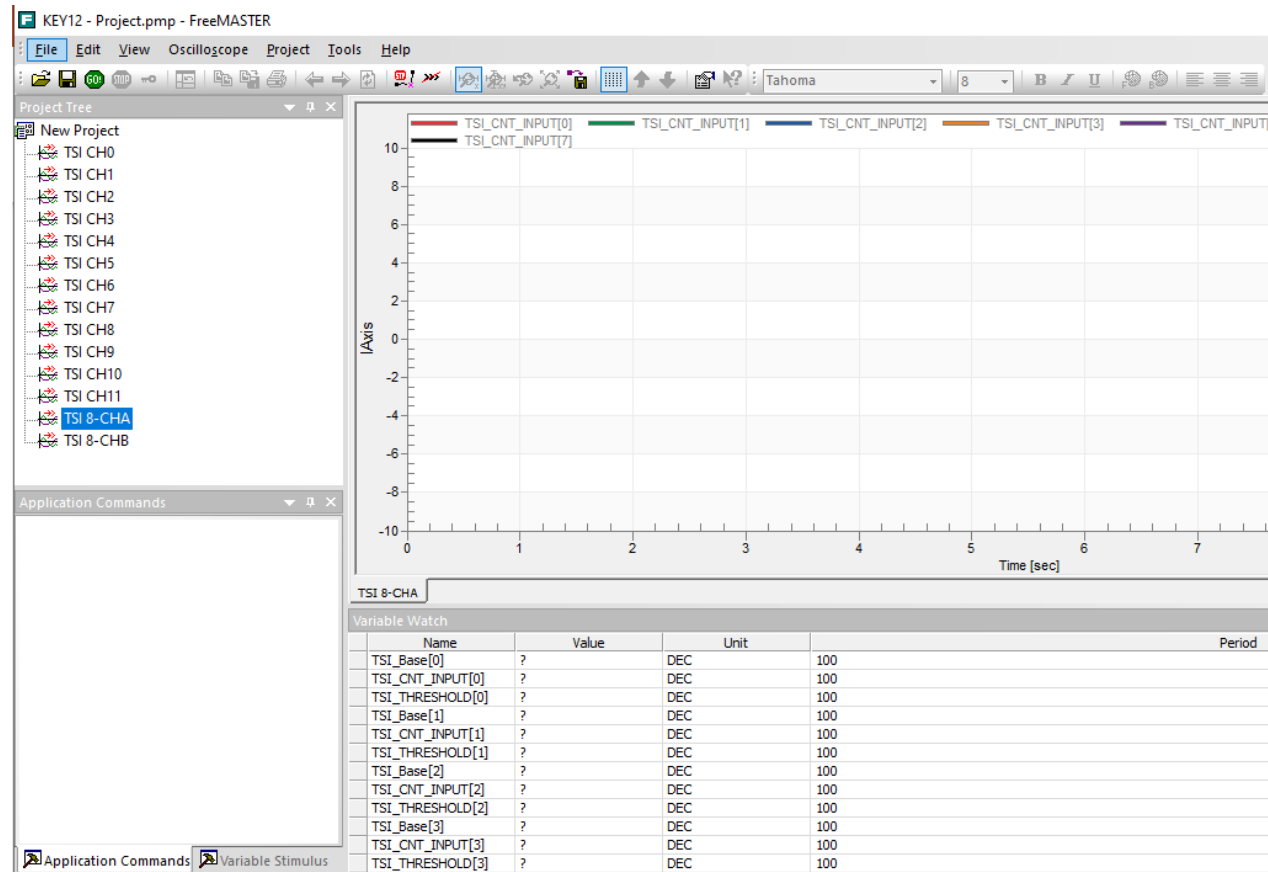 KEY12 - Project.pmp - FreeMASTER
File Edit View Oscilloscope Project Tools Help
GO! STOP Tahoma 8 B I U
Project Tree
New Project
TSI CH0
TSI CH1
TSI CH2
TSI CH3
TSI CH4
TSI CH5
TSI CH6
TSI CH7
TSI CH8
TSI CH9
TSI CH10
TSI CH11
TSI 8-CHA
TSI 8-CHB
Application Commands
Application Commands Variable Stimulus
TSI_CNT_INPUT[0] TSI_CNT_INPUT[1] TSI_CNT_INPUT[2] TSI_CNT_INPUT[3] TSI_CNT_INPUT[
TSI_CNT_INPUT[7]
10
8
6
4
2
0
-2
-4
-6
-8
-10
|Axis
0 1 2 3 4 5 6 7
Time [sec]
TSI 8-CHA
Variable Watch
Name Value Unit Period
TSI_Base[0] ? DEC 100
TSI_CNT_INPUT[0] ? DEC 100
TSI_THRESHOLD[0] ? DEC 100
TSI_Base[1] ? DEC 100
TSI_CNT_INPUT[1] ? DEC 100
TSI_THRESHOLD[1] ? DEC 100
TSI_Base[2] ? DEC 100
TSI_CNT_INPUT[2] ? DEC 100
TSI_THRESHOLD[2] ? DEC 100
TSI_Base[3] ? DEC 100
TSI_CNT_INPUT[3] ? DEC 100
TSI_THRESHOLD[3] ? DEC 100